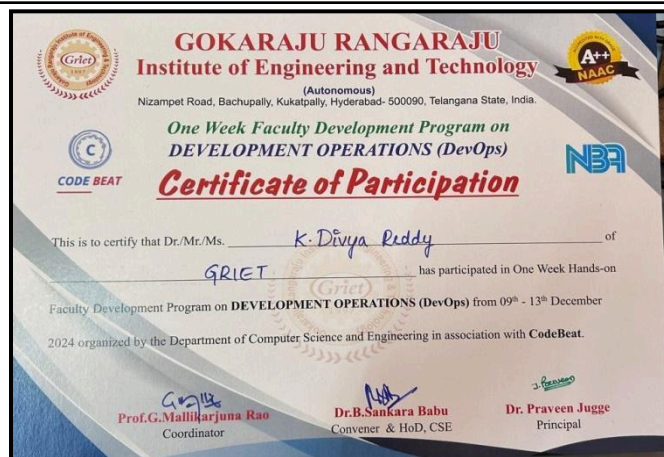 GOKARAJU RANGARAJU
Institute of Engineering and Technology
(Autonomous)
Nizampet Road, Bachupally, Kukatpally, Hyderabad- 500090, Telangana State, India.
Griet
A++
NAAC
One Week Faculty Development Program on
DEVELOPMENT OPERATIONS (DevOps)
C
CODE BEAT
NBA
Certificate of Participation
This is to certify that Dr./Mr./Ms. K. Divya Reddy of
GRIET has participated in One Week Hands-on
Griet
Faculty Development Program on DEVELOPMENT OPERATIONS (DevOps) from 09th - 13th December
2024 organized by the Department of Computer Science and Engineering in association with CodeBeat.
Prof.G.Mallikarjuna Rao
Coordinator
Dr.B.Sankara Babu
Convener & HoD, CSE
Dr. Praveen Jugge
Principal